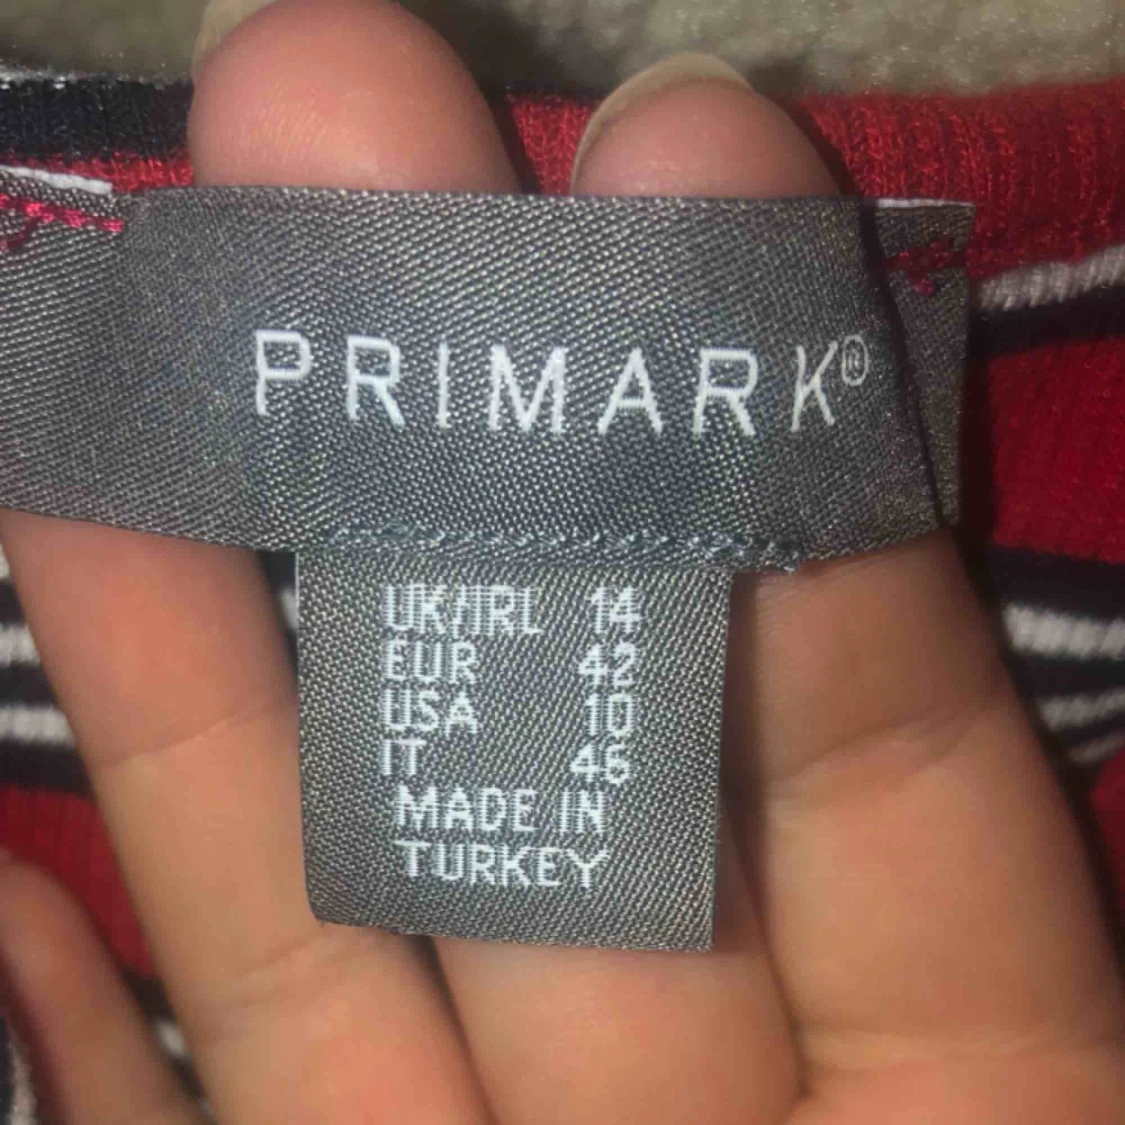 PRIMARK®
UK/IRL 14
EUR 42
USA 10
IT 46
MADE IN
TURKEY